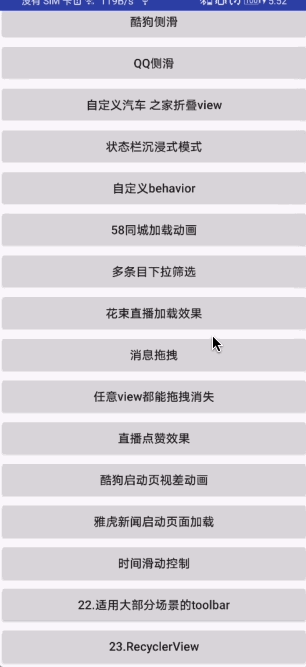 没有 SIM 卡 119B/s 100 5:52
酷狗侧滑
QQ侧滑
自定义汽车 之家折叠view
状态栏沉浸式模式
自定义behavior
58同城加载动画
多条目下拉筛选
花束直播加载效果
消息拖拽
任意view都能拖拽消失
直播点赞效果
酷狗启动页视差动画
雅虎新闻启动页面加载
时间滑动控制
22.适用大部分场景的toolbar
23.RecyclerView